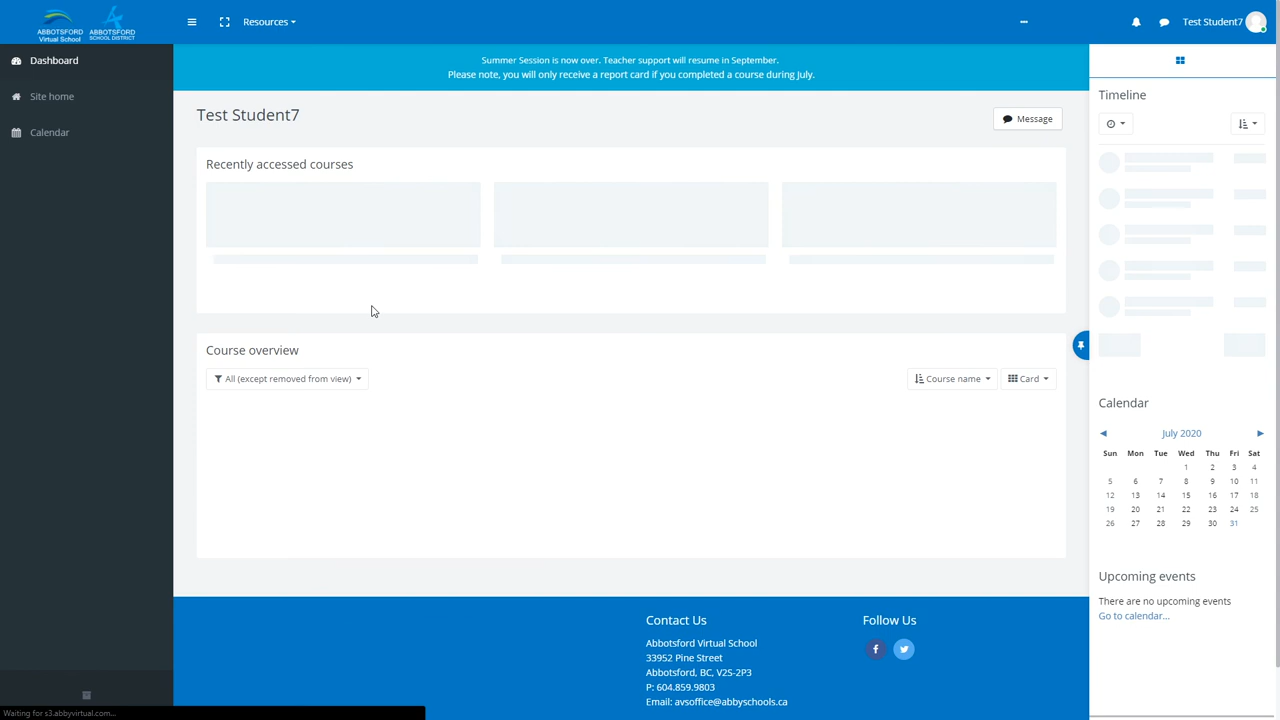 ABBOTSFORD
Virtual School
ABBOTSFORD
SCHOOL DISTRICT
Resources
Test Student7
Dashboard
Site home
Calendar
Summer Session is now over. Teacher support will resume in September.
Please note, you will only receive a report card if you completed a course during July.
Test Student7
Message
Recently accessed courses
Course overview
All (except removed from view)
Course name
Card
Timeline
Calendar
◄ July 2020 ►
Sun Mon Tue Wed Thu Fri Sat
1 2 3 4
5 6 7 8 9 10 11
12 13 14 15 16 17 18
19 20 21 22 23 24 25
26 27 28 29 30 31
Upcoming events
There are no upcoming events
Go to calendar...
Contact Us
Abbotsford Virtual School
33952 Pine Street
Abbotsford, BC, V2S-2P3
P: 604.859.9803
Email: avsoffice@abbyschools.ca
Follow Us
Waiting for s3.abbyvirtual.com...